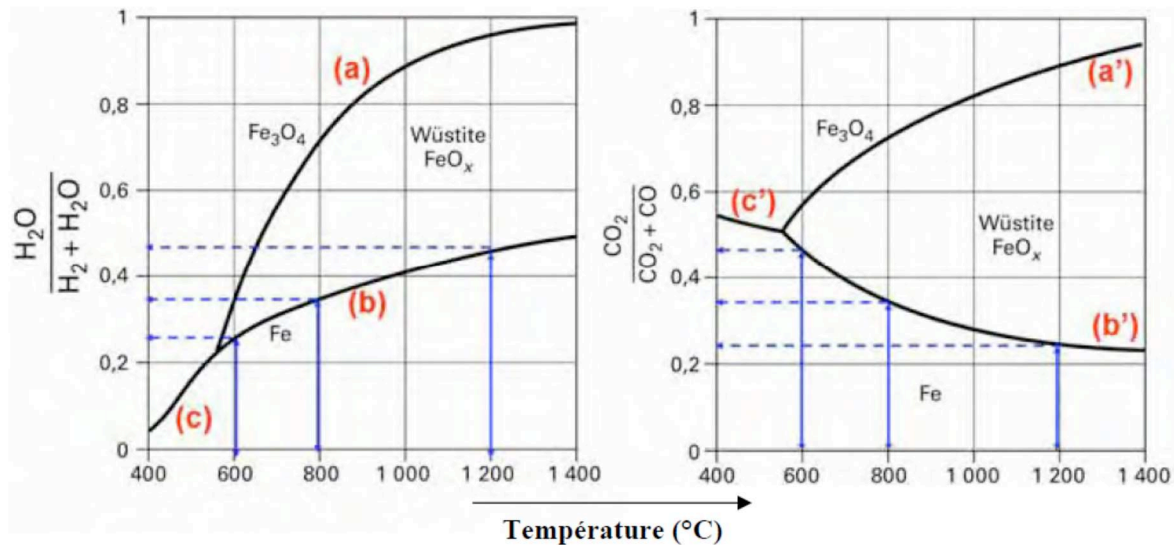 1
0,8
0,6
0,4
0,2
0
H₂O
H₂ + H₂O
(a)
Fe₃O₄
Wüstite
FeOₓ
(b)
Fe
(c)
400 600 800 1 000 1 200 1 400
1
0,8
0,6
0,4
0,2
0
CO₂
CO₂ + CO
(a’)
Fe₃O₄
(c’)
Wüstite
FeOₓ
(b’)
Fe
400 600 800 1 000 1 200 1 400
Température (°C)